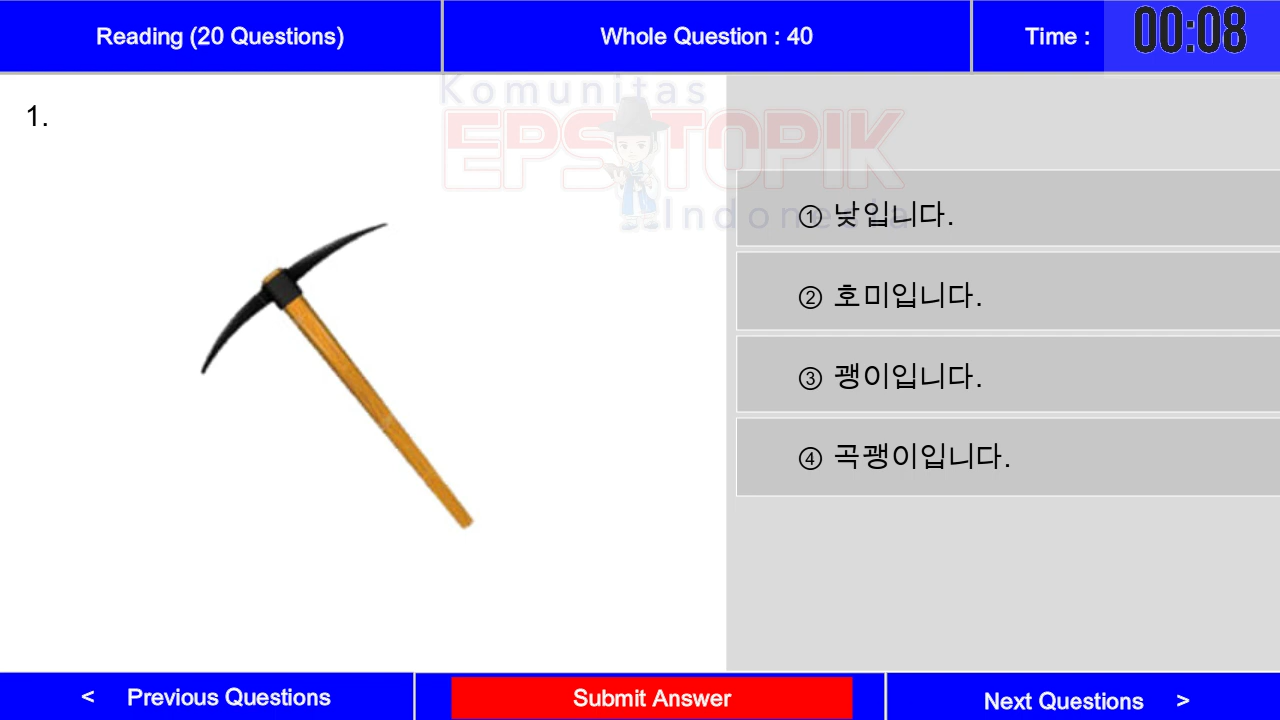 Reading (20 Questions)
Whole Question : 40
Time :
00:08
Komunitas
EPS TOPIK
Indonesia
1.
① 낮입니다.
② 호미입니다.
③ 괭이입니다.
④ 곡괭이입니다.
< Previous Questions
Submit Answer
Next Questions >